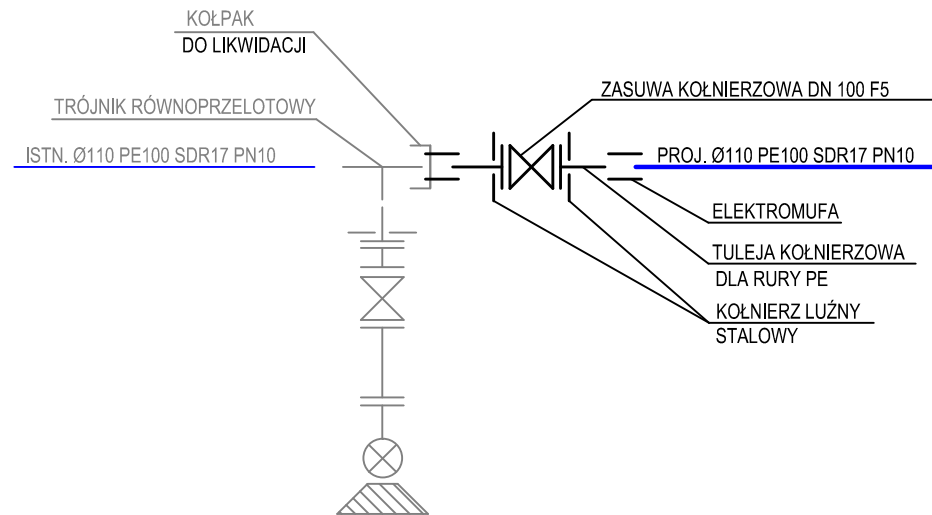 KOŁPAK
DO LIKWIDACJI
ZASUWA KOŁNIERZOWA DN 100 F5
TRÓJNIK RÓWNOPRZELOTOWY
ISTN. Ø110 PE100 SDR17 PN10
PROJ. Ø110 PE100 SDR17 PN10
ELEKTROMUFA
TULEJA KOŁNIERZOWA
DLA RURY PE
KOŁNIERZ LUŹNY
STALOWY